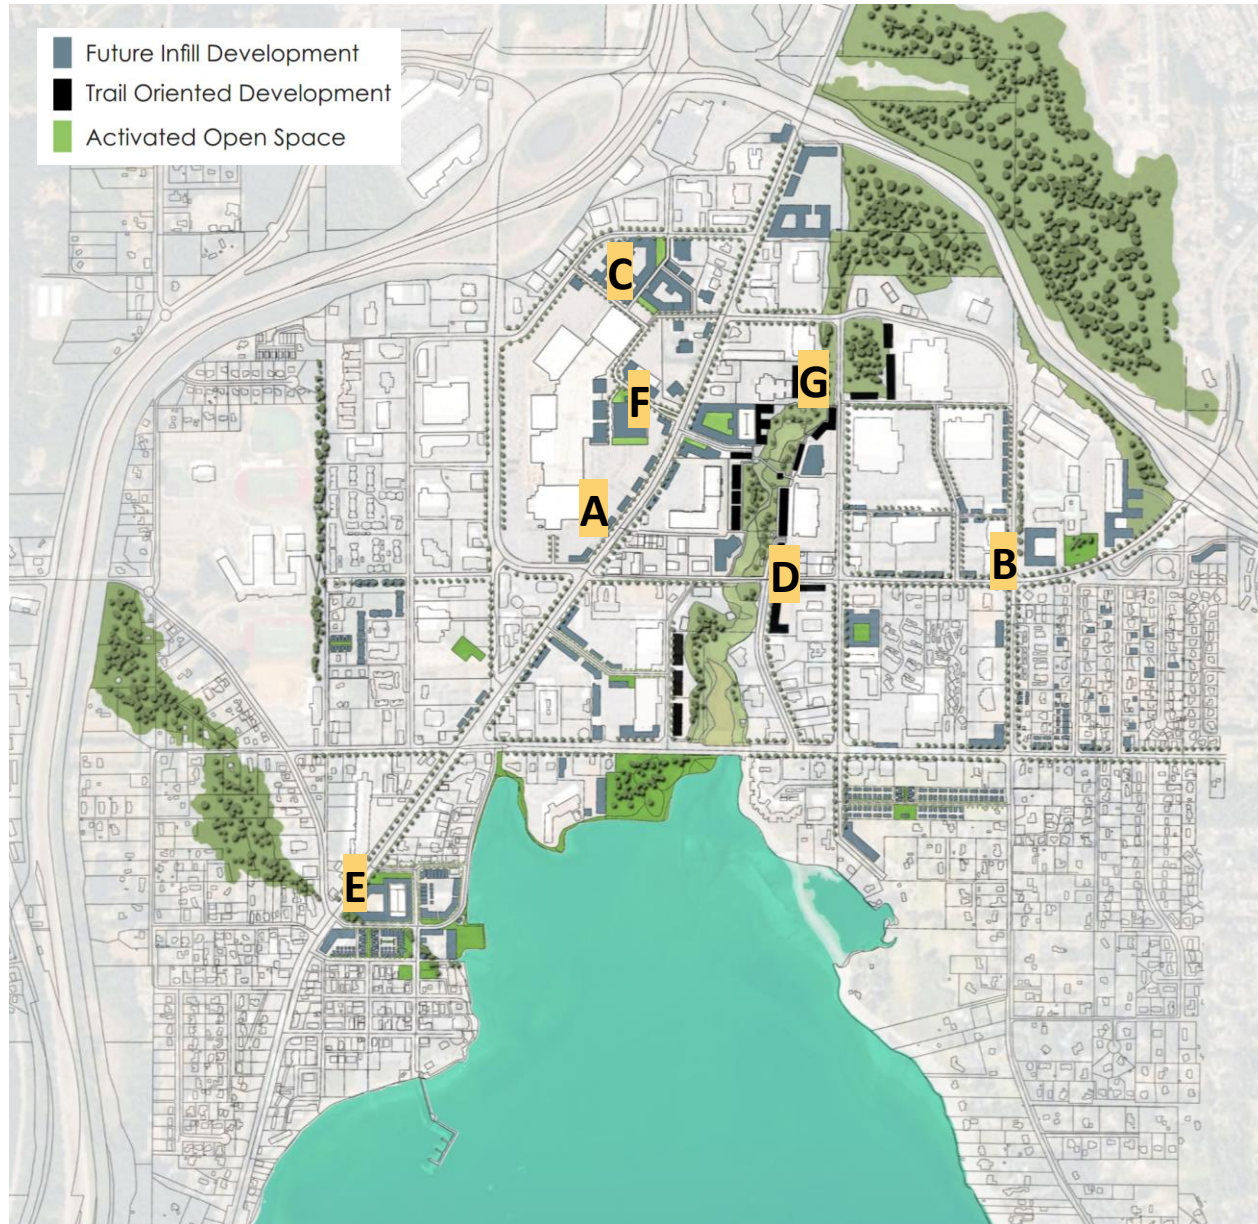 Future Infill Development
Trail Oriented Development
Activated Open Space
C
G
F
A
B
D
E